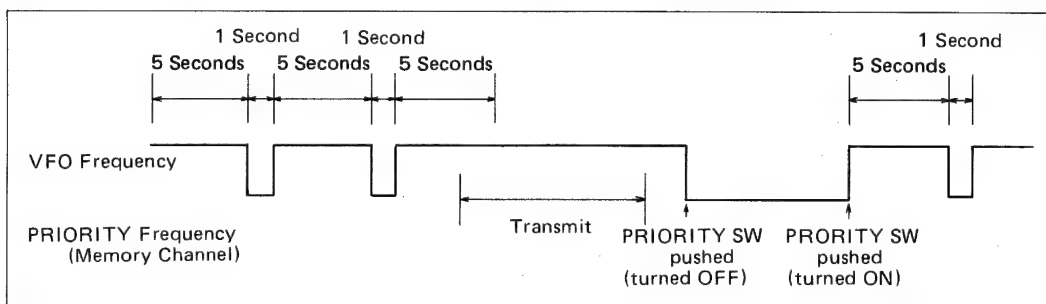 1 Second 1 Second 1 Second
5 Seconds 5 Seconds 5 Seconds 5 Seconds
VFO Frequency
PRIORITY Frequency
(Memory Channel)
Transmit
PRIORITY SW
pushed
(turned OFF)
PRORITY SW
pushed
(turned ON)